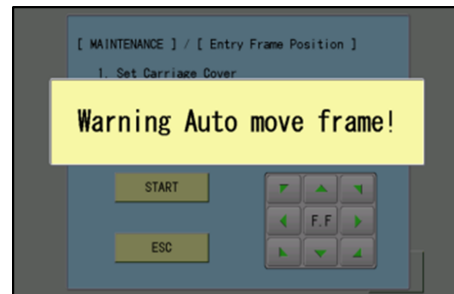 [ MAINTENANCE ] / [ Entry Frame Position ]
1. Set Carriage Cover
Warning Auto move frame!
START
F.F
ESC